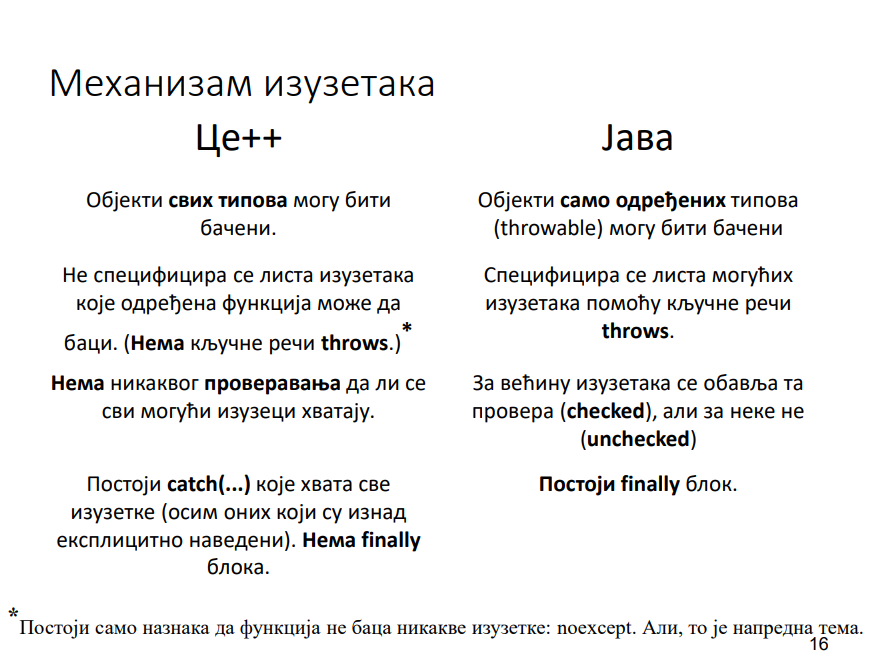 Механизам изузетака
Це++
Јава
Објекти свих типова могу бити
бачени.
Објекти само одређених типова
(throwable) могу бити бачени
Не специфицира се листа изузетака
које одређена функција може да
баци. (Нема кључне речи throws.)*
Специфицира се листа могућих
изузетака помоћу кључне речи
throws.
Нема никаквог проверавања да ли се
сви могући изузеци хватају.
За већину изузетака се обавља та
провера (checked), али за неке не
(unchecked)
Постоји catch(...) које хвата све
изузетке (осим оних који су изнад
експлицитно наведени). Нема finally
блока.
Постоји finally блок.
*Постоји само назнака да функција не баца никакве изузетке: noexcept. Али, то је напредна тема.
16